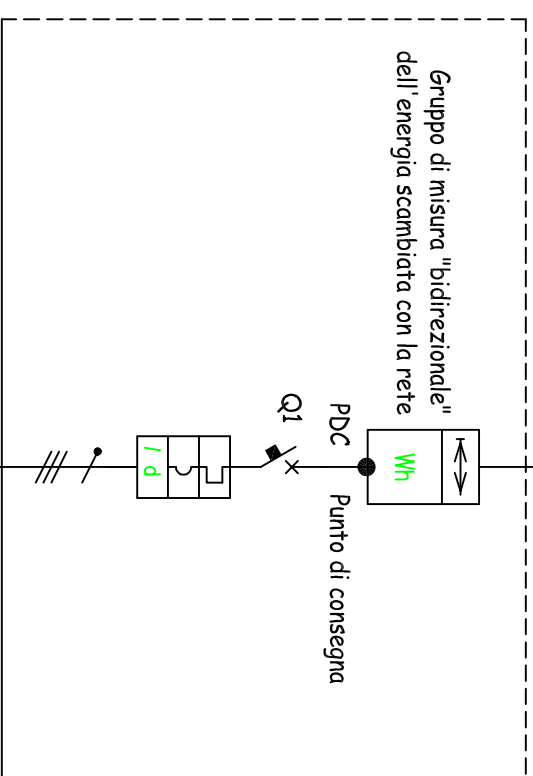 Gruppo di misura "bidirezionale"
dell'energia scambiata con la rete
Wh
PDC
Punto di consegna
Q1
I d